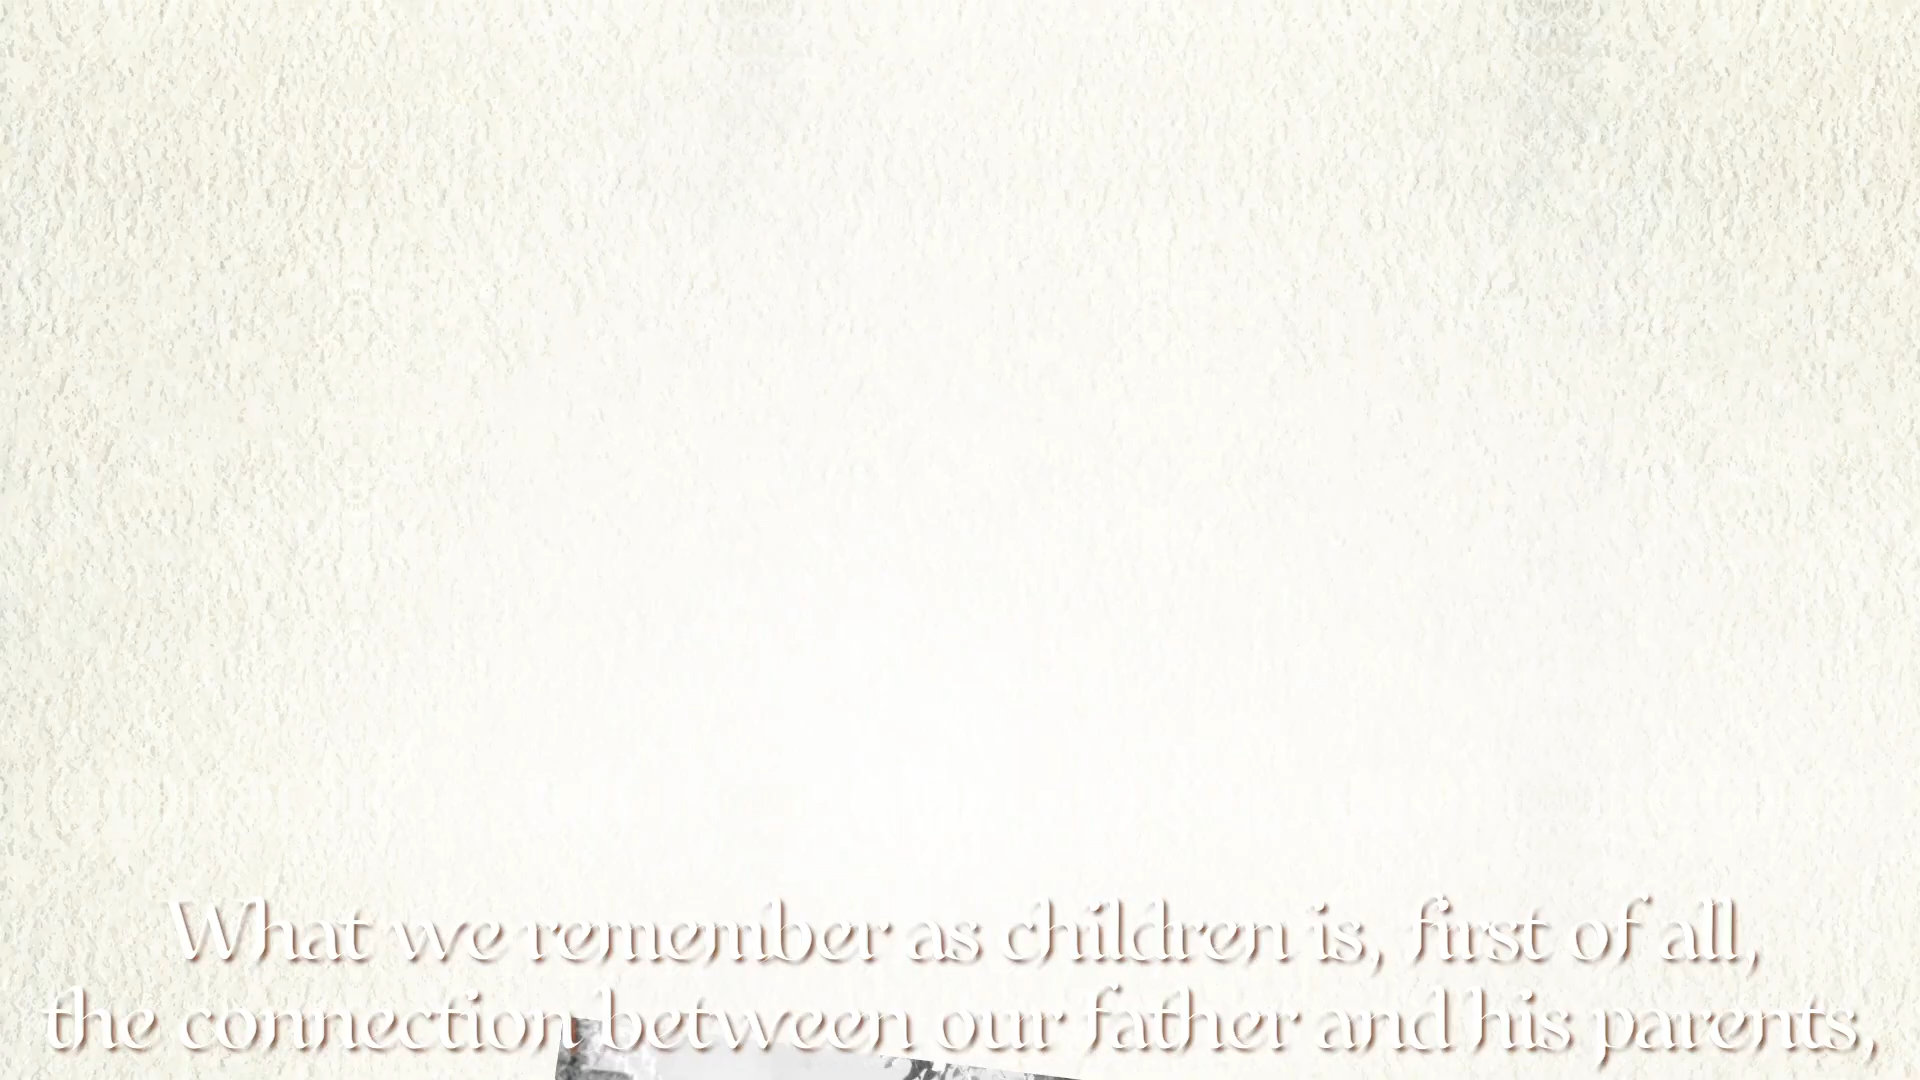 What we remember as children is, first of all,
the connection between our father and his parents,